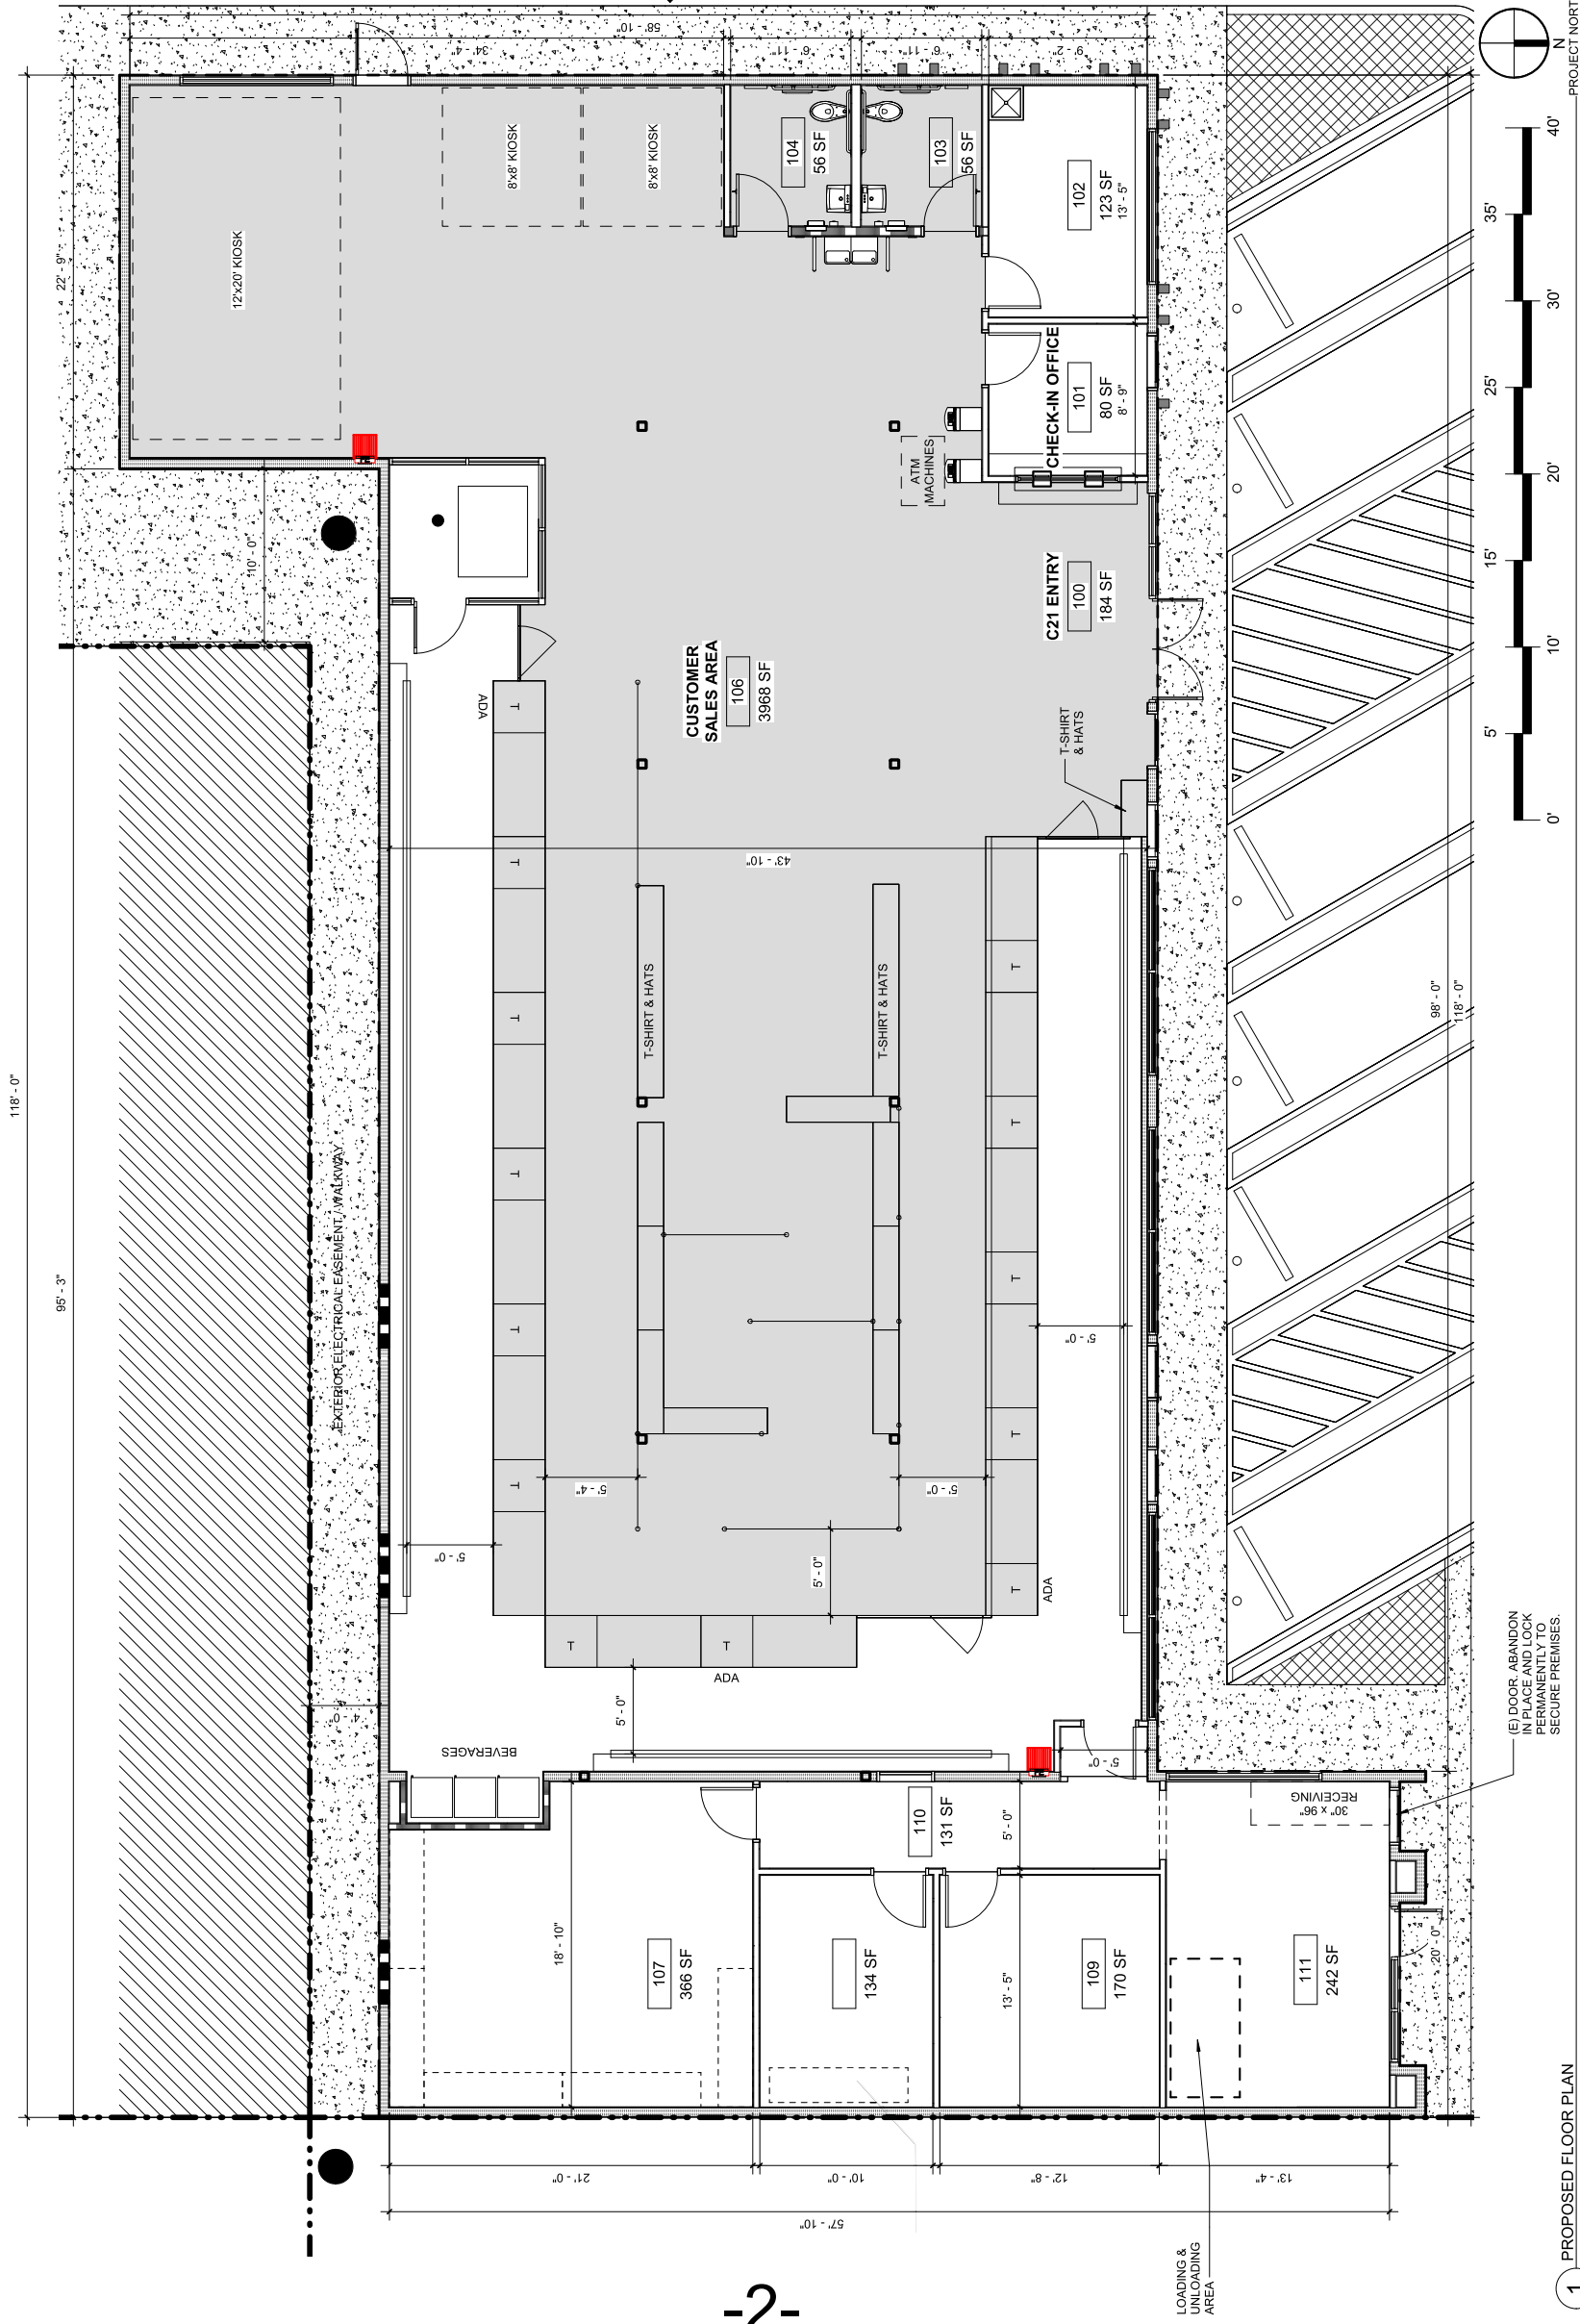 118' - 0"
95' - 3"
22' - 9"
58' - 10"
34' - 4"
6' - 11"
6' - 11"
9' - 2"
10' - 0"
12'x20' KIOSK
8'x8' KIOSK
8'x8' KIOSK
104
56 SF
103
56 SF
102
123 SF
13' - 5"
CHECK-IN OFFICE
101
80 SF
8' - 9"
ATM
MACHINES
C21 ENTRY
100
184 SF
CUSTOMER
SALES AREA
106
3968 SF
T-SHIRT
& HATS
43' - 10"
T-SHIRT & HATS
T-SHIRT & HATS
ADA
T
T
T
T
T
T
T
T
T
T
T
T
T
ADA
ADA
5' - 4"
5' - 0"
5' - 0"
5' - 0"
5' - 0"
5' - 0"
5' - 0"
EXTERIOR ELECTRICAL EASEMENT / WALKWAY
4' - 0"
BEVERAGES
18' - 10"
107
366 SF
134 SF
110
131 SF
5' - 0"
13' - 5"
109
170 SF
111
242 SF
30" x 96"
RECEIVING
20' - 0"
21' - 0"
10' - 0"
12' - 8"
13' - 4"
57' - 10"
98' - 0"
118' - 0"
LOADING &
UNLOADING
AREA
(E) DOOR. ABANDON
IN PLACE AND LOCK
PERMANENTLY TO
SECURE PREMISES.
0'
5'
10'
15'
20'
25'
30'
35'
40'
N
PROJECT NORT
1
PROPOSED FLOOR PLAN
-2-